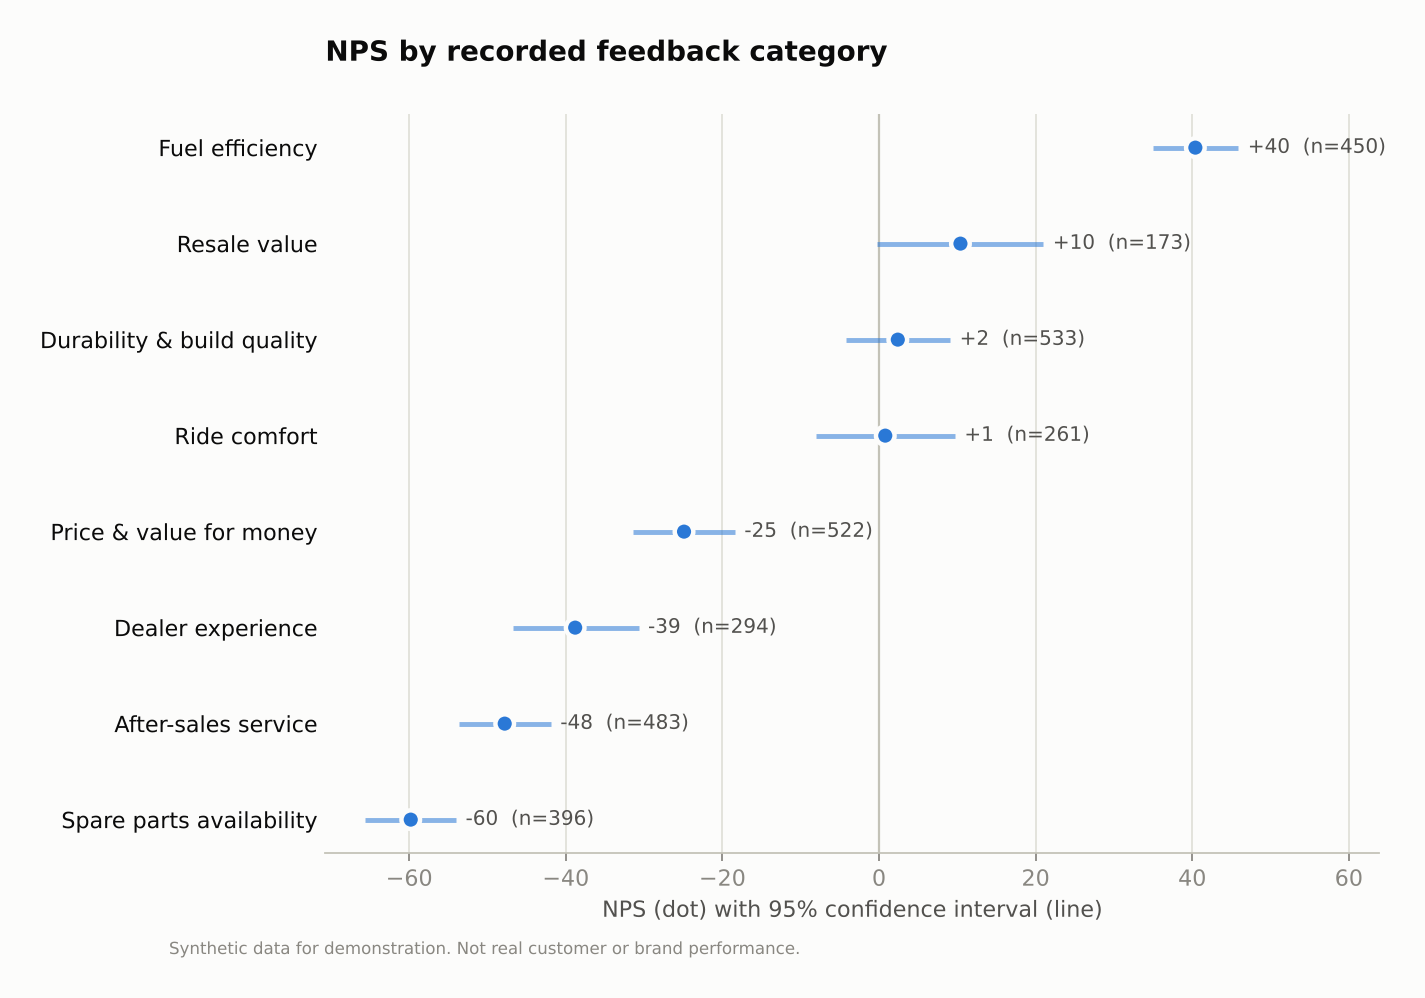 NPS by recorded feedback category
Fuel efficiency
+40 (n=450)
Resale value
+10 (n=173)
Durability & build quality
+2 (n=533)
Ride comfort
+1 (n=261)
Price & value for money
-25 (n=522)
Dealer experience
-39 (n=294)
After-sales service
-48 (n=483)
Spare parts availability
-60 (n=396)
−60 −40 −20 0 20 40 60
NPS (dot) with 95% confidence interval (line)
Synthetic data for demonstration. Not real customer or brand performance.